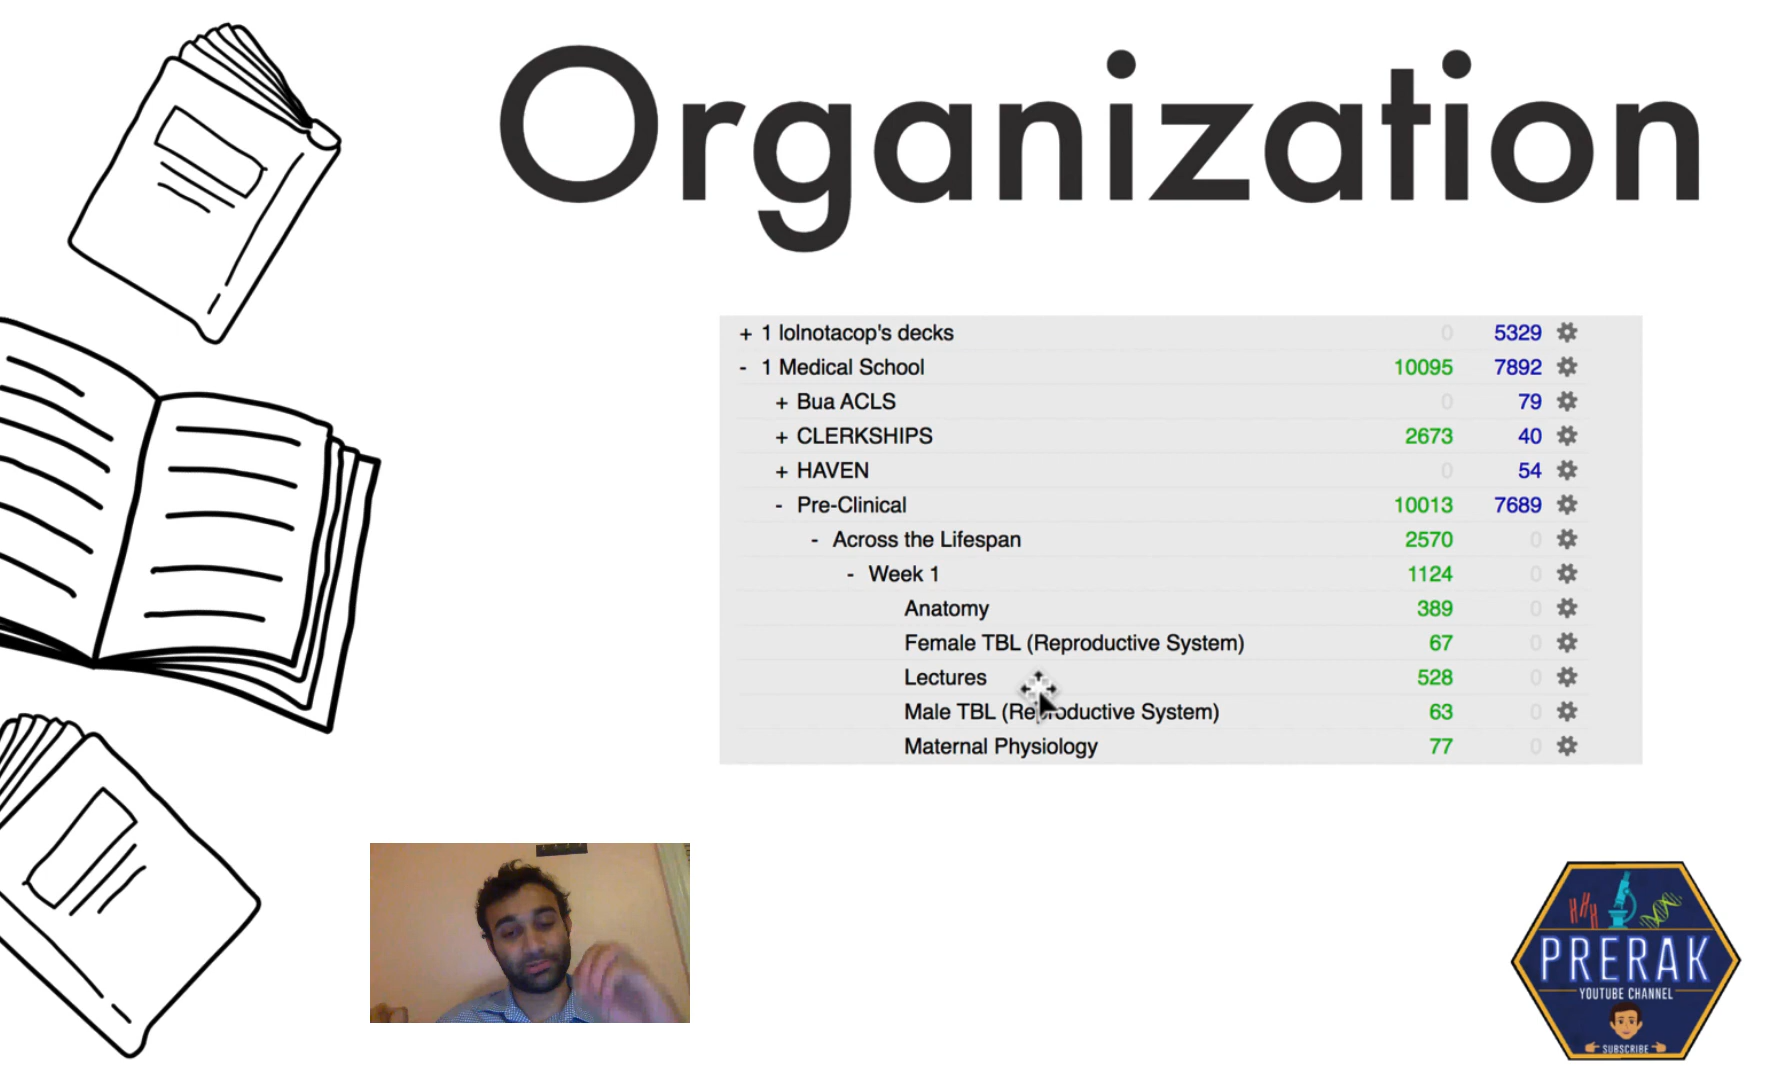 Organization
+ 1 lolnotacop's decks 0 5329
- 1 Medical School 10095 7892
+ Bua ACLS 0 79
+ CLERKSHIPS 2673 40
+ HAVEN 0 54
- Pre-Clinical 10013 7689
- Across the Lifespan 2570 0
- Week 1 1124 0
Anatomy 389 0
Female TBL (Reproductive System) 67 0
Lectures 528 0
Male TBL (Reproductive System) 63 0
Maternal Physiology 77 0
PRERAK
YOUTUBE CHANNEL
SUBSCRIBE